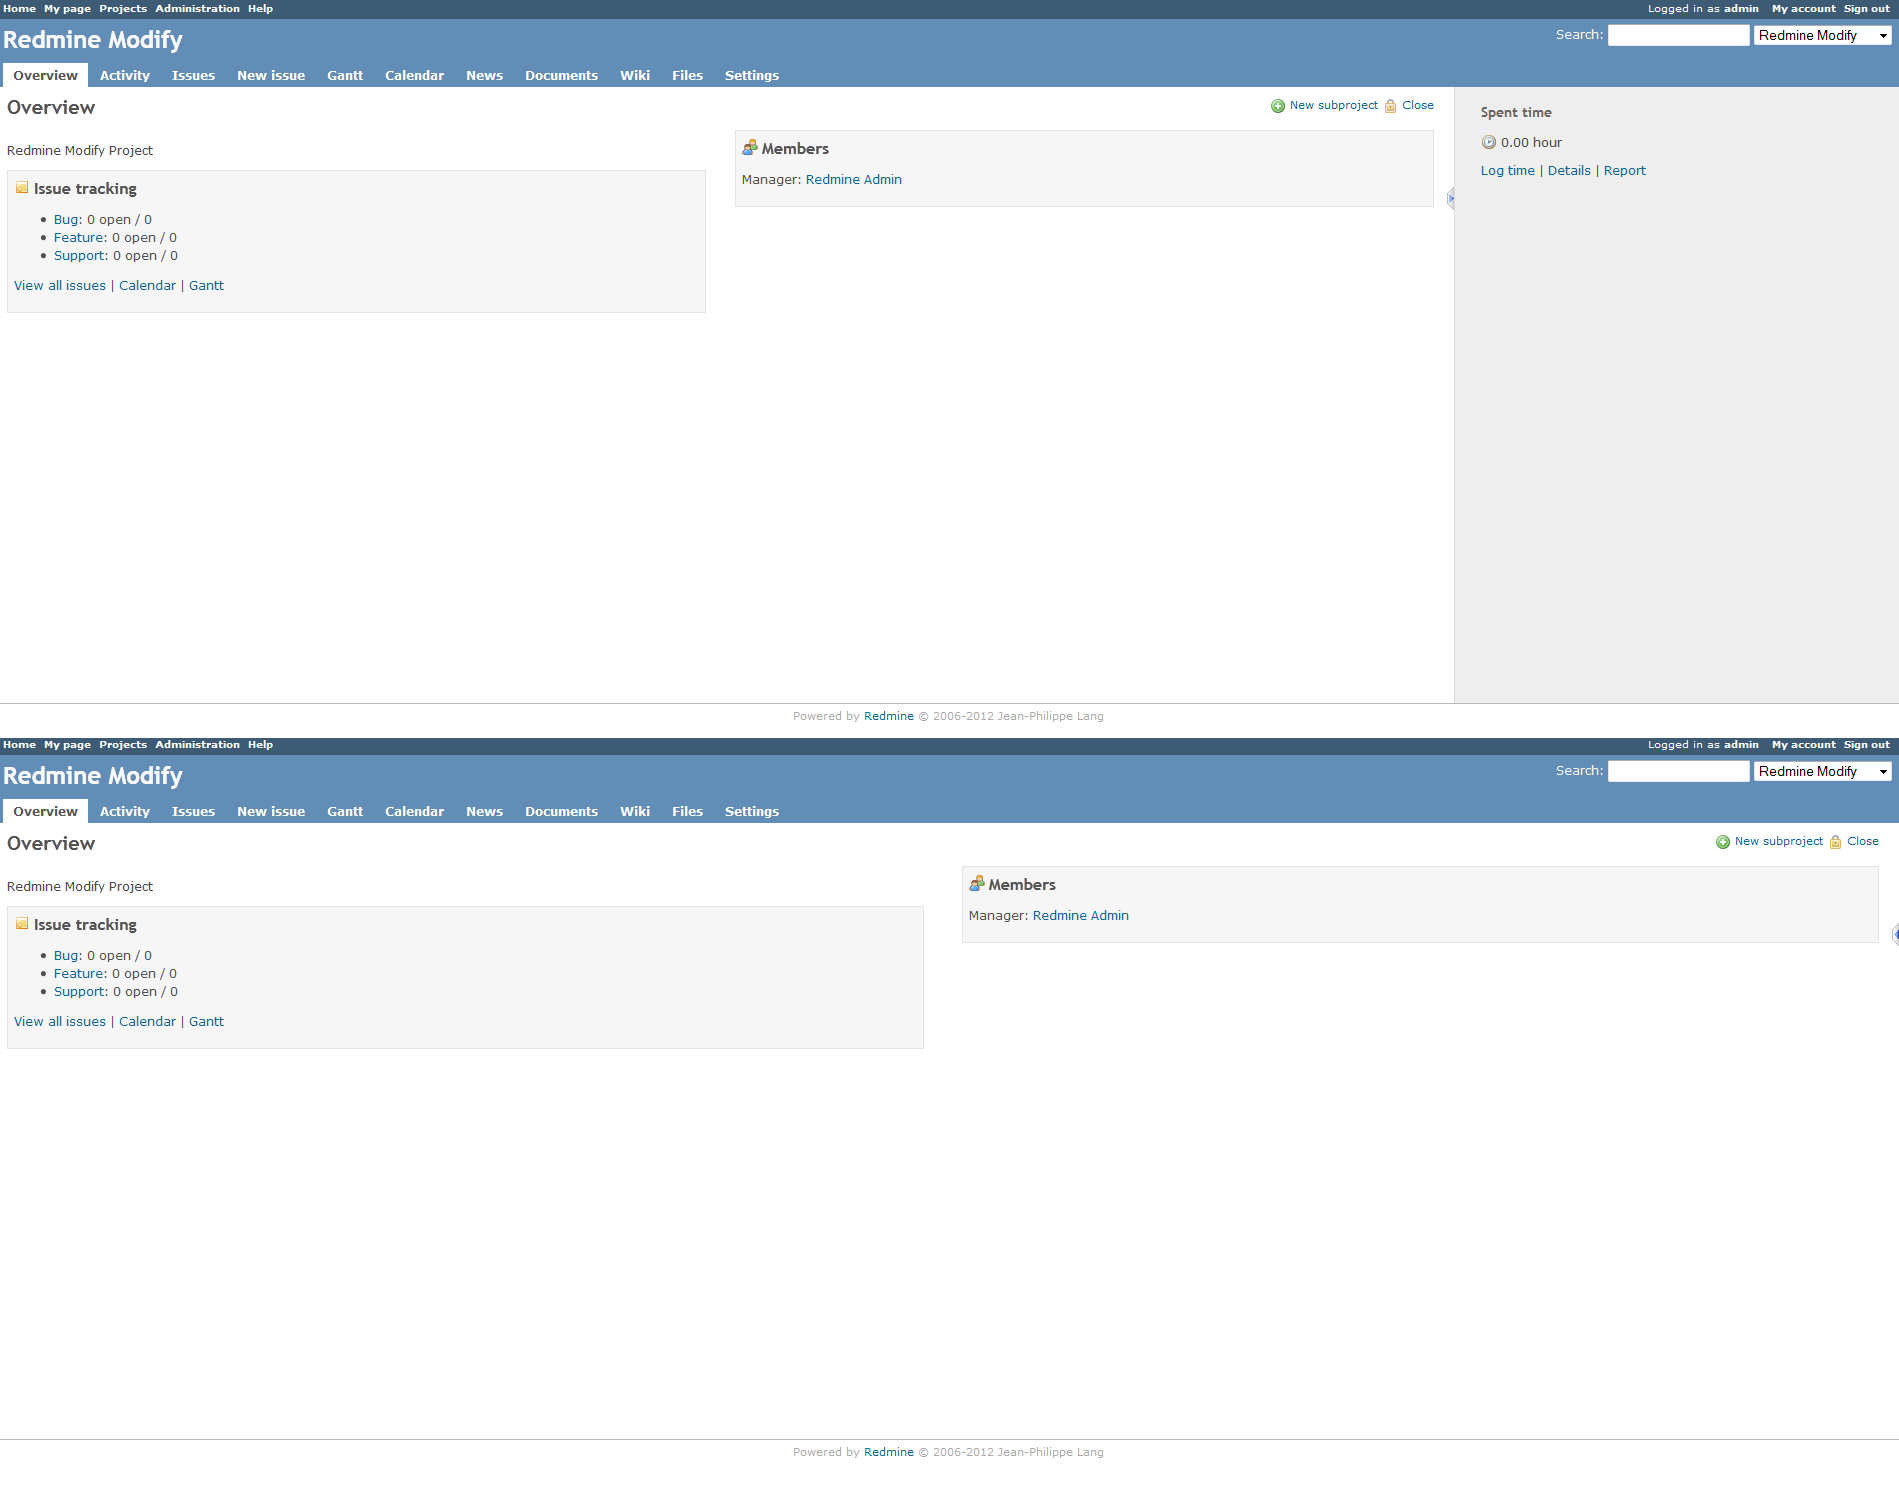 Home My page Projects Administration Help Logged in as admin My account Sign out
Redmine Modify Search: Redmine Modify
Overview Activity Issues New issue Gantt Calendar News Documents Wiki Files Settings
Overview New subproject Close
Redmine Modify Project
Issue tracking
Bug: 0 open / 0
Feature: 0 open / 0
Support: 0 open / 0
View all issues | Calendar | Gantt
Members
Manager: Redmine Admin
Spent time
0.00 hour
Log time | Details | Report
Powered by Redmine © 2006-2012 Jean-Philippe Lang
Home My page Projects Administration Help Logged in as admin My account Sign out
Redmine Modify Search: Redmine Modify
Overview Activity Issues New issue Gantt Calendar News Documents Wiki Files Settings
Overview New subproject Close
Redmine Modify Project
Issue tracking
Bug: 0 open / 0
Feature: 0 open / 0
Support: 0 open / 0
View all issues | Calendar | Gantt
Members
Manager: Redmine Admin
Powered by Redmine © 2006-2012 Jean-Philippe Lang